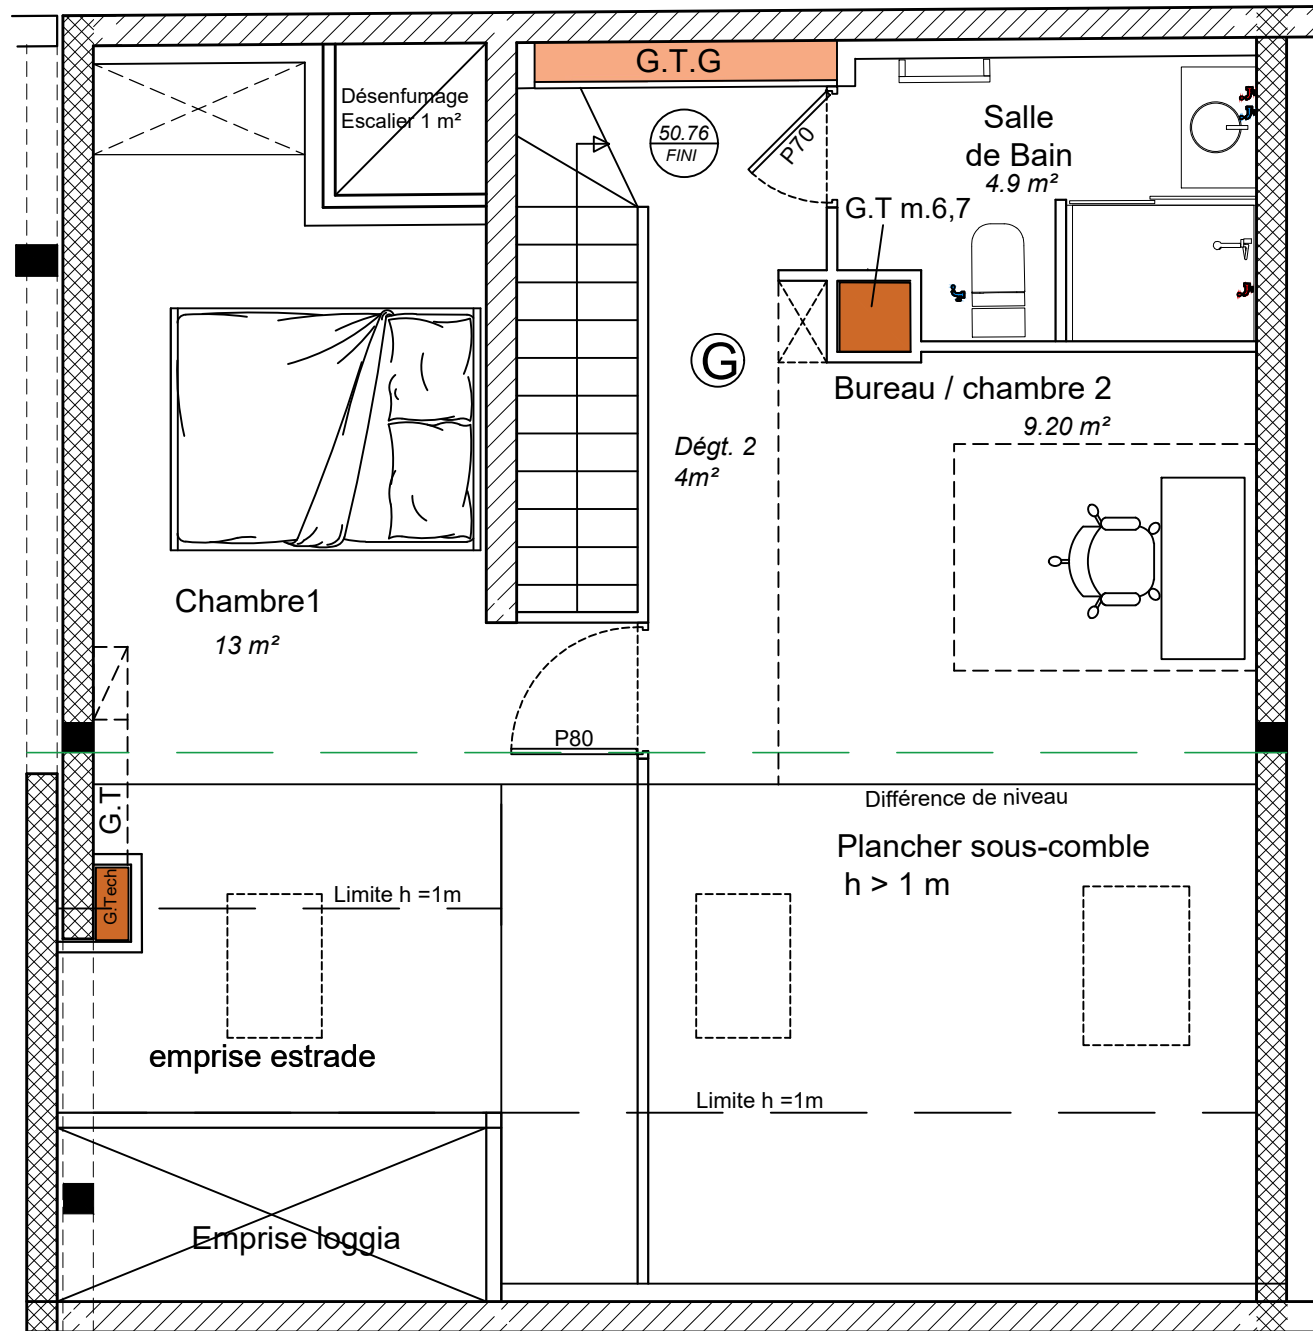 G.T.G
Désenfumage
Escalier 1 m²
50.76
FINI
P70
Salle
de Bain
4.9 m²
G.T m.6,7
G
Bureau / chambre 2
9.20 m²
Dégt. 2
4m²
Chambre1
13 m²
P80
G.T
Différence de niveau
Plancher sous-comble
h > 1 m
G.Tech
Limite h =1m
emprise estrade
Limite h =1m
Emprise loggia